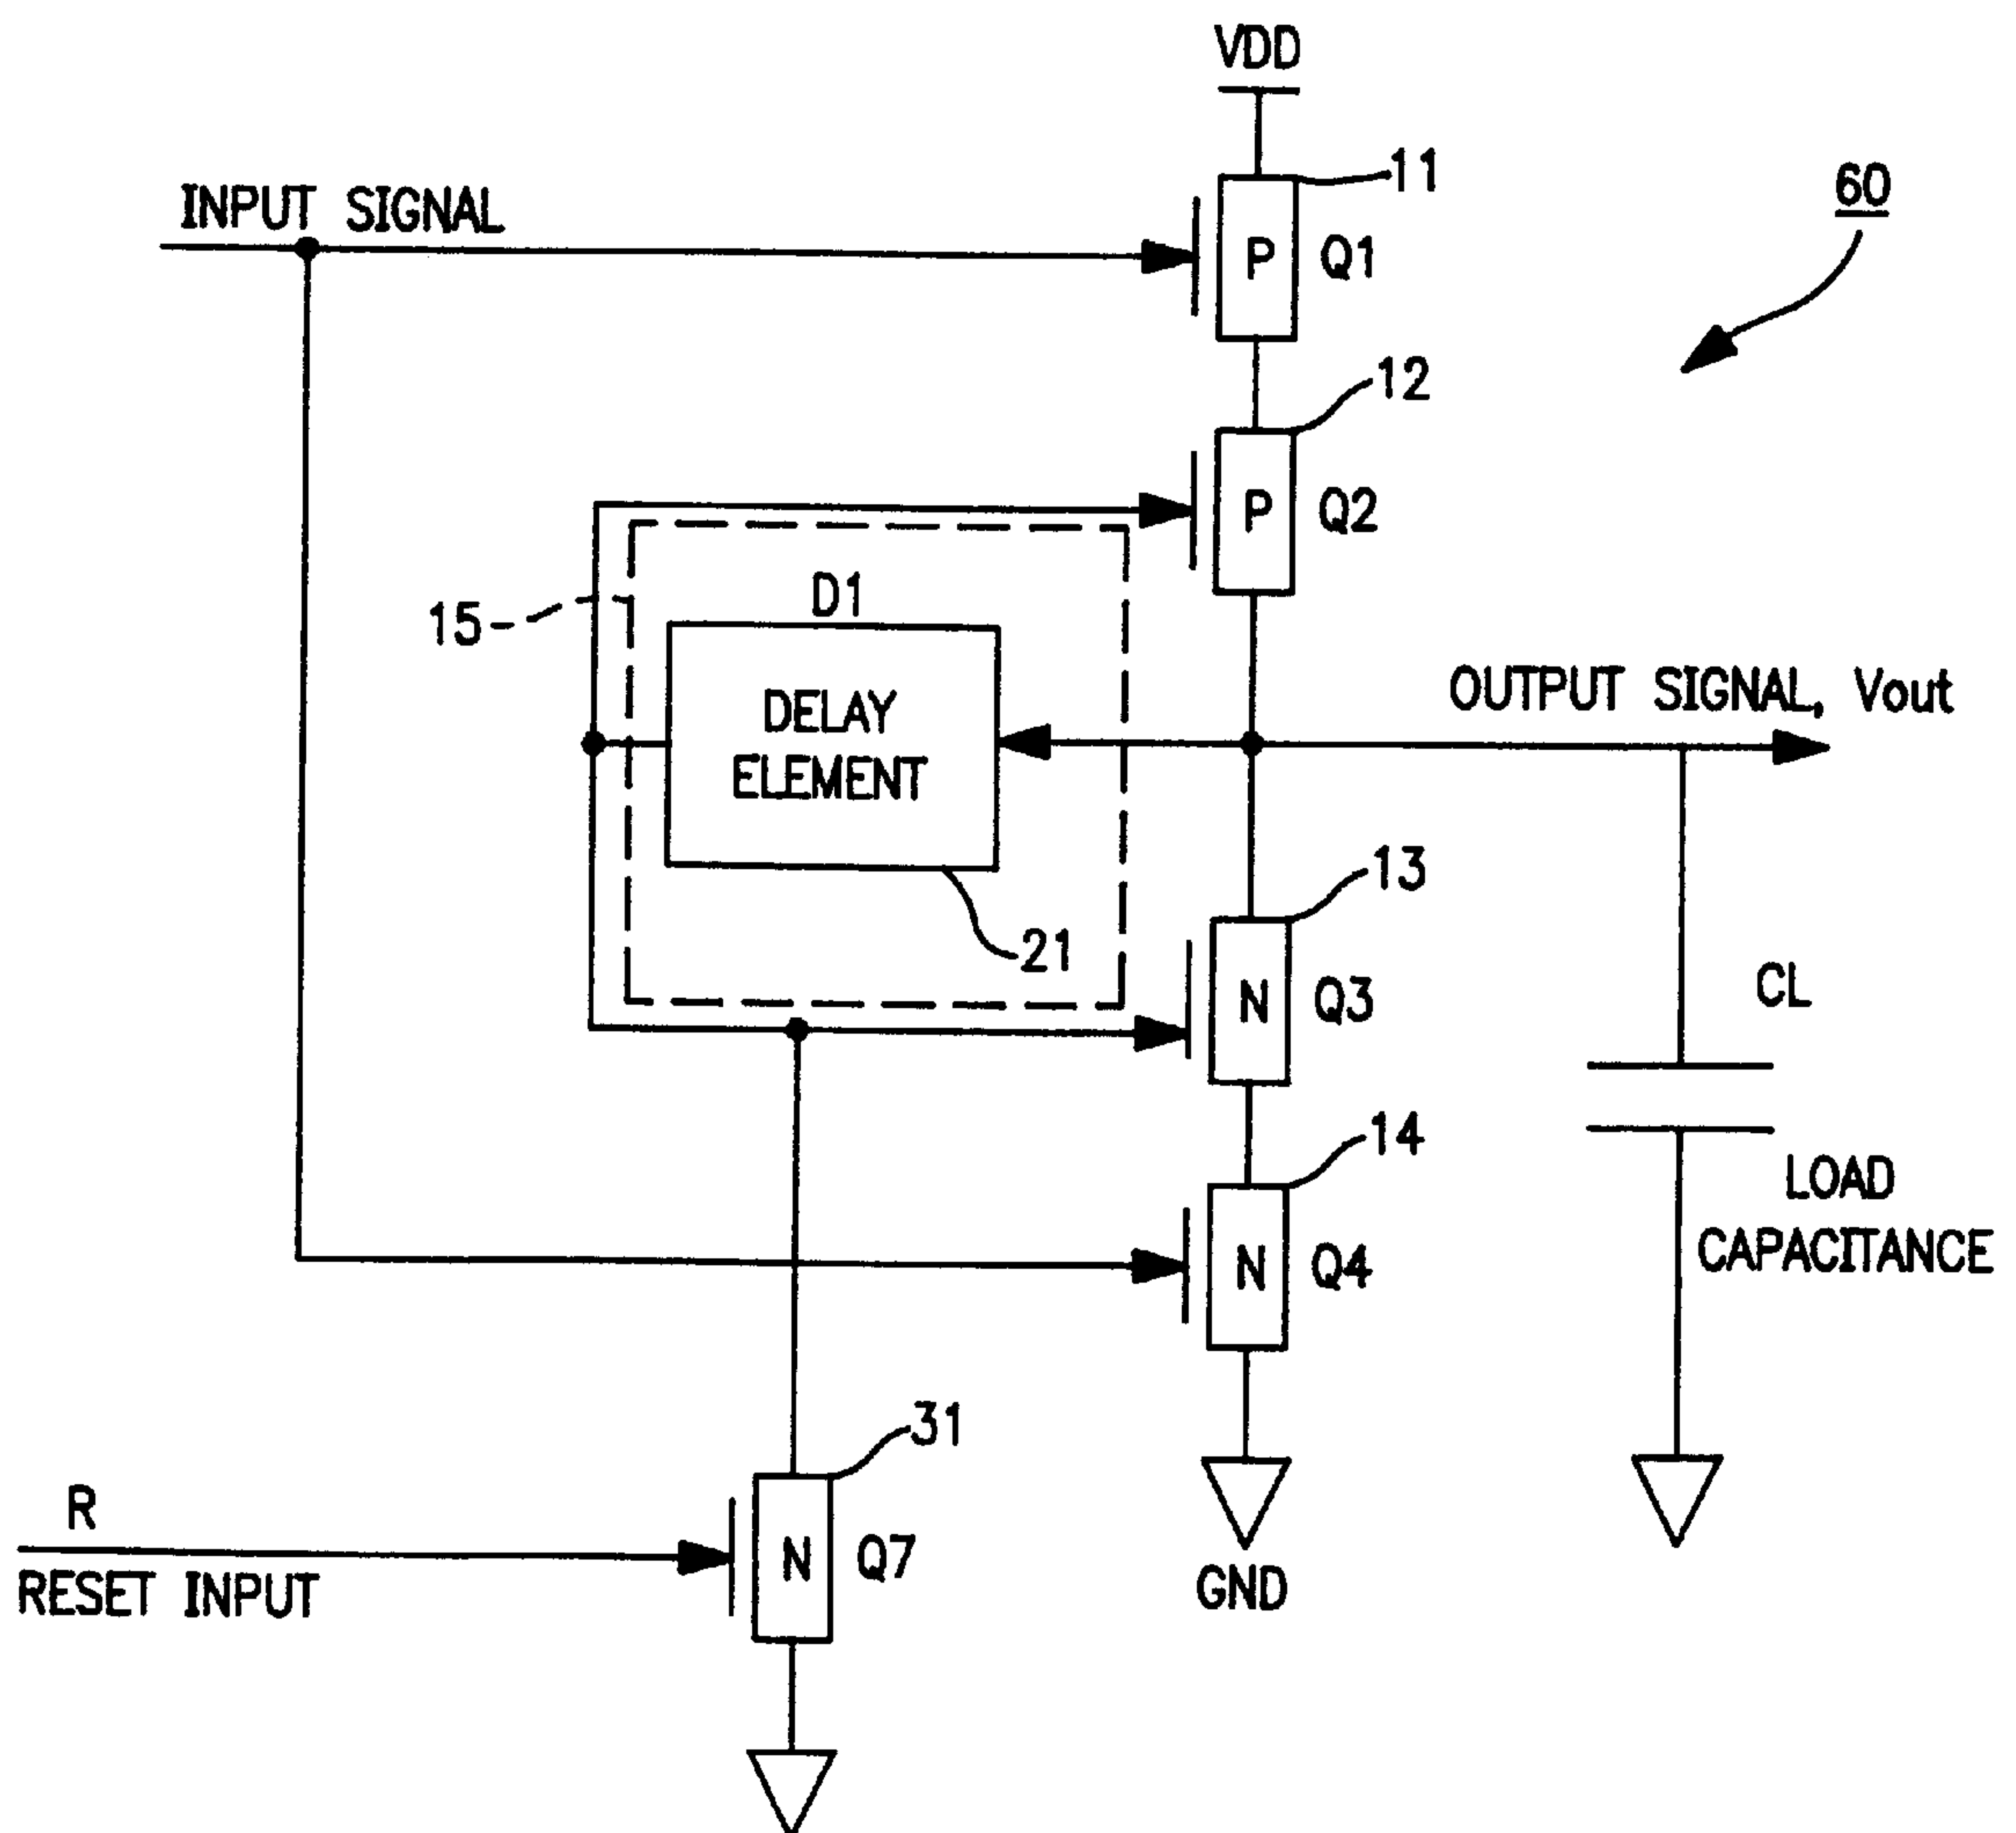 VDD
11
60
INPUT SIGNAL
P
Q1
12
P
Q2
D1
15
DELAY
ELEMENT
OUTPUT SIGNAL, Vout
13
21
N
Q3
CL
14
LOAD
CAPACITANCE
N
Q4
31
R
RESET INPUT
N
Q7
GND